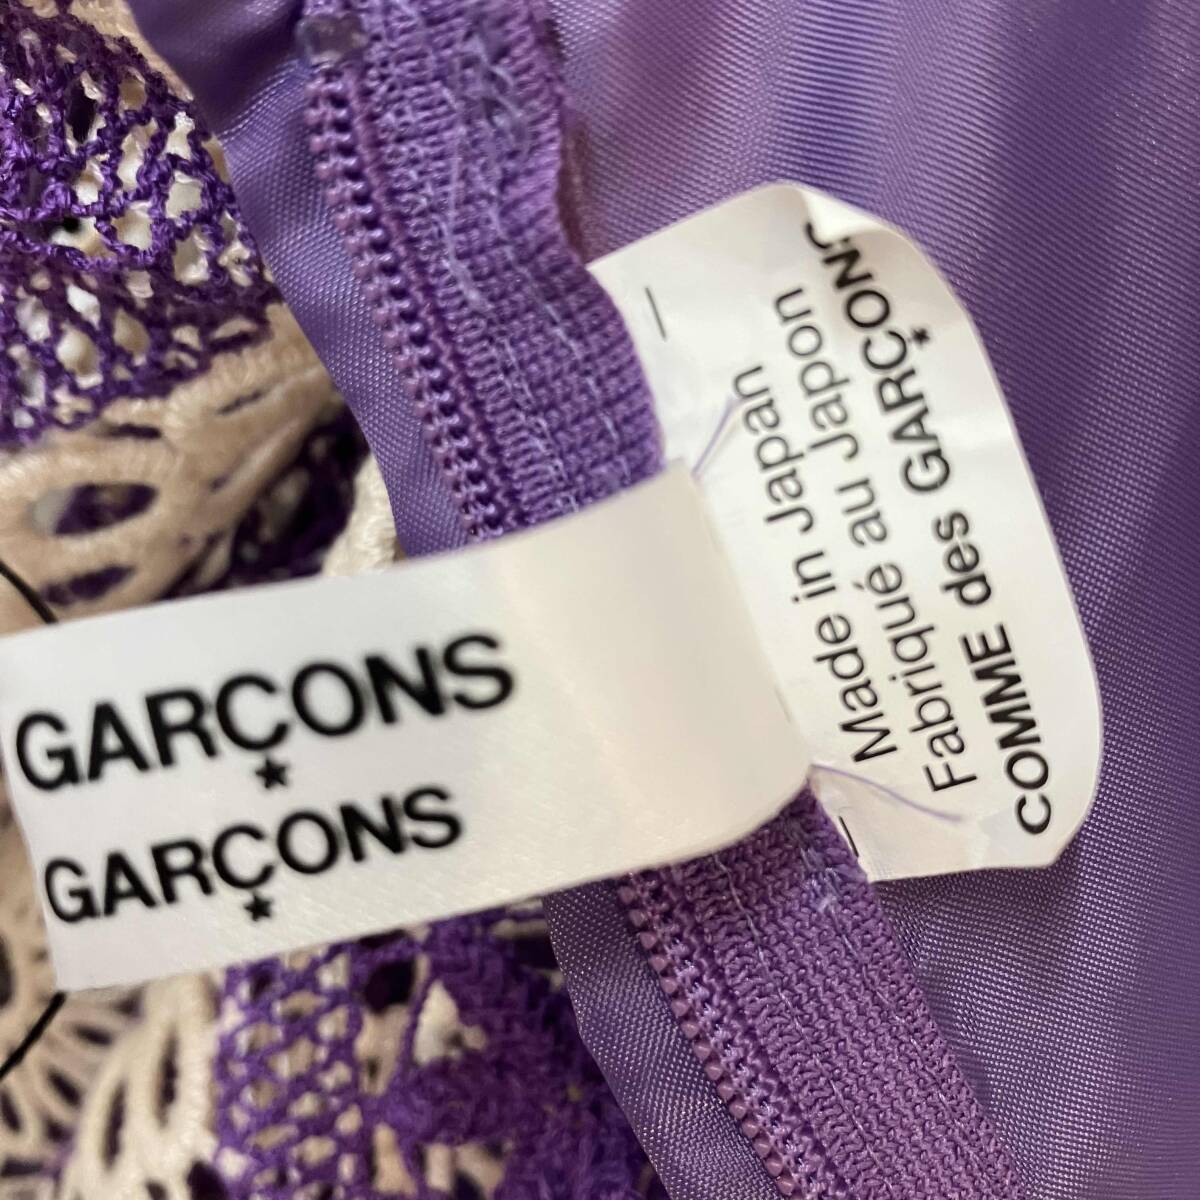 GARÇONS
★
GARÇONS
★
Made in Japan
Fabriqué au Japon
COMME des GARÇONS
★